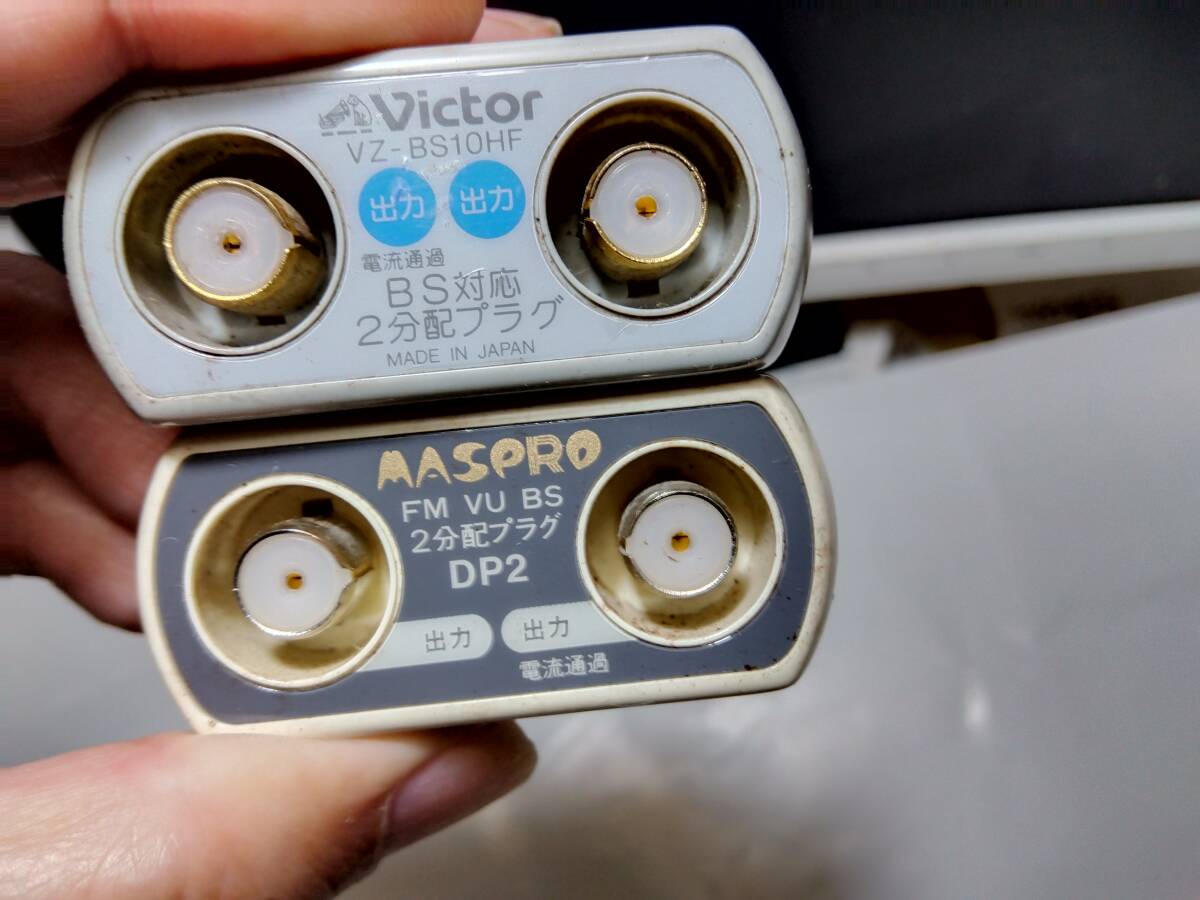 Victor
VZ-BS10HF
出力 出力
電流通過
BS対応
2分配プラグ
MADE IN JAPAN
MASPRO
FM VU BS
2分配プラグ
DP2
出力 出力
電流通過